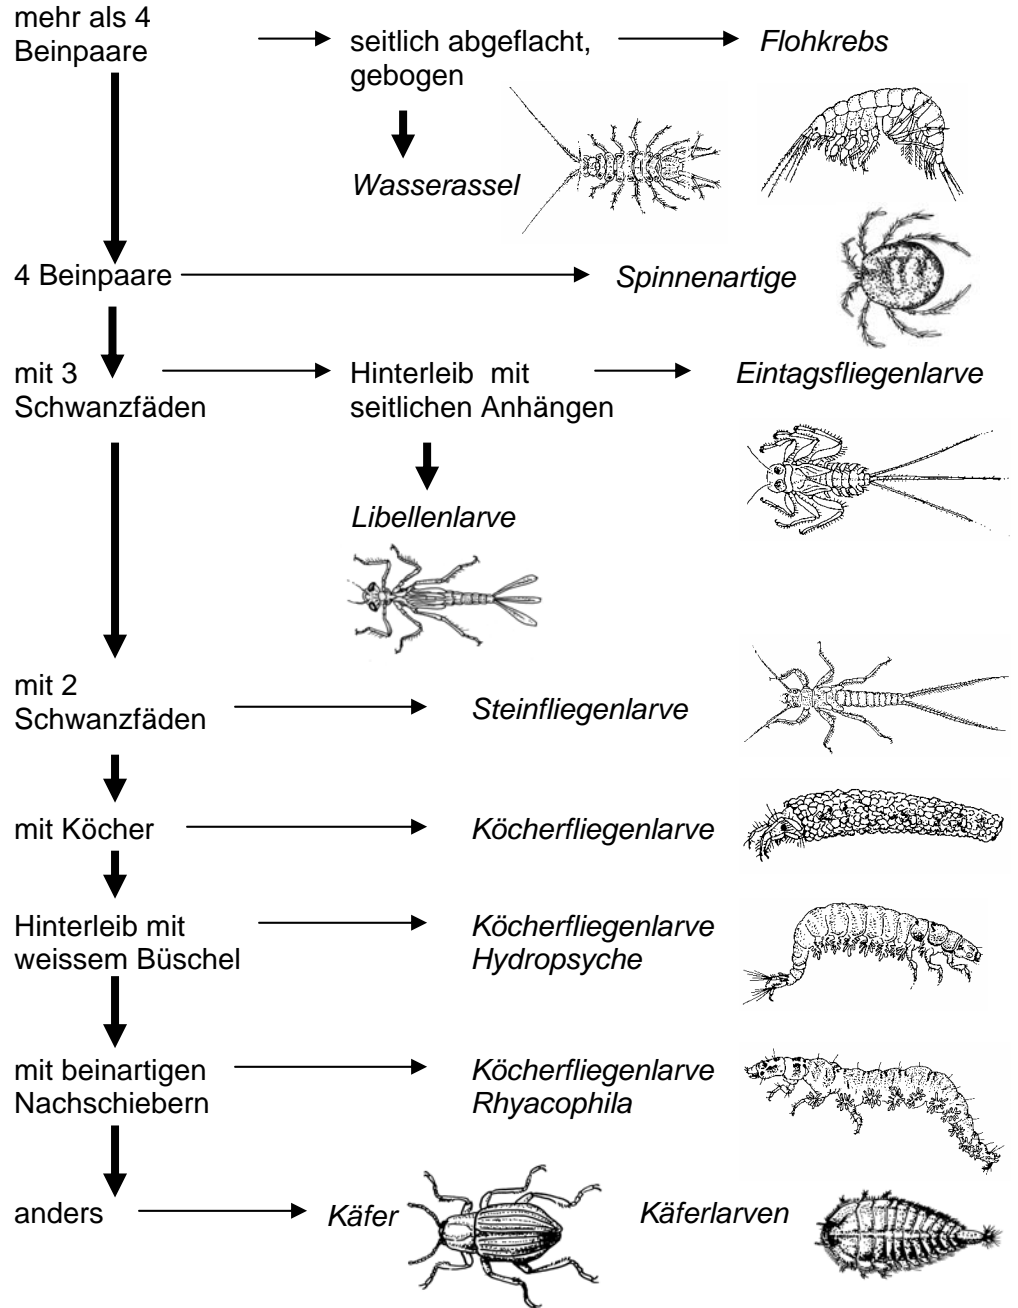 mehr als 4
Beinpaare
seitlich abgeflacht,
gebogen
Flohkrebs
Wasserassel
4 Beinpaare
Spinnenartige
mit 3
Schwanzfäden
Hinterleib mit
seitlichen Anhängen
Eintagsfliegenlarve
Libellenlarve
mit 2
Schwanzfäden
Steinfliegenlarve
mit Köcher
Köcherfliegenlarve
Hinterleib mit
weissem Büschel
Köcherfliegenlarve
Hydropsyche
mit beinartigen
Nachschiebern
Köcherfliegenlarve
Rhyacophila
anders
Käfer
Käferlarven